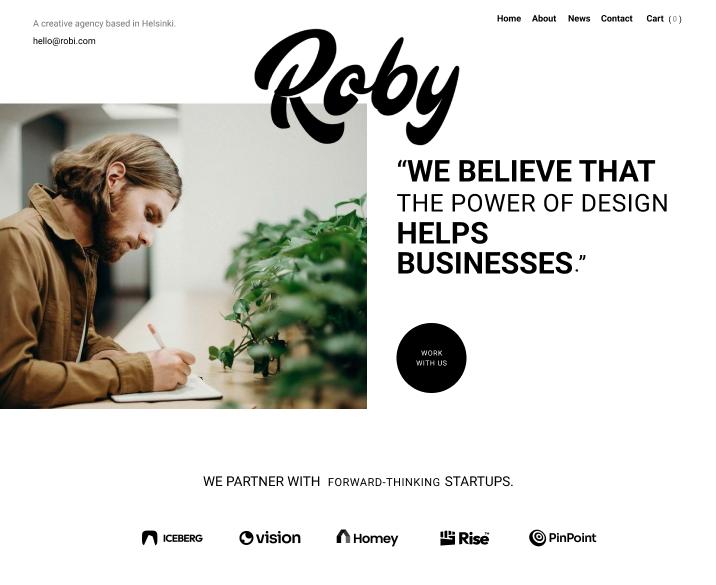 A creative agency based in Helsinki.
hello@robi.com
Home About News Contact Cart ( 0 )
Roby
“WE BELIEVE THAT
THE POWER OF DESIGN
HELPS
BUSINESSES.”
WORK
WITH US
WE PARTNER WITH FORWARD-THINKING STARTUPS.
ICEBERG
vision
Homey
Rise
PinPoint